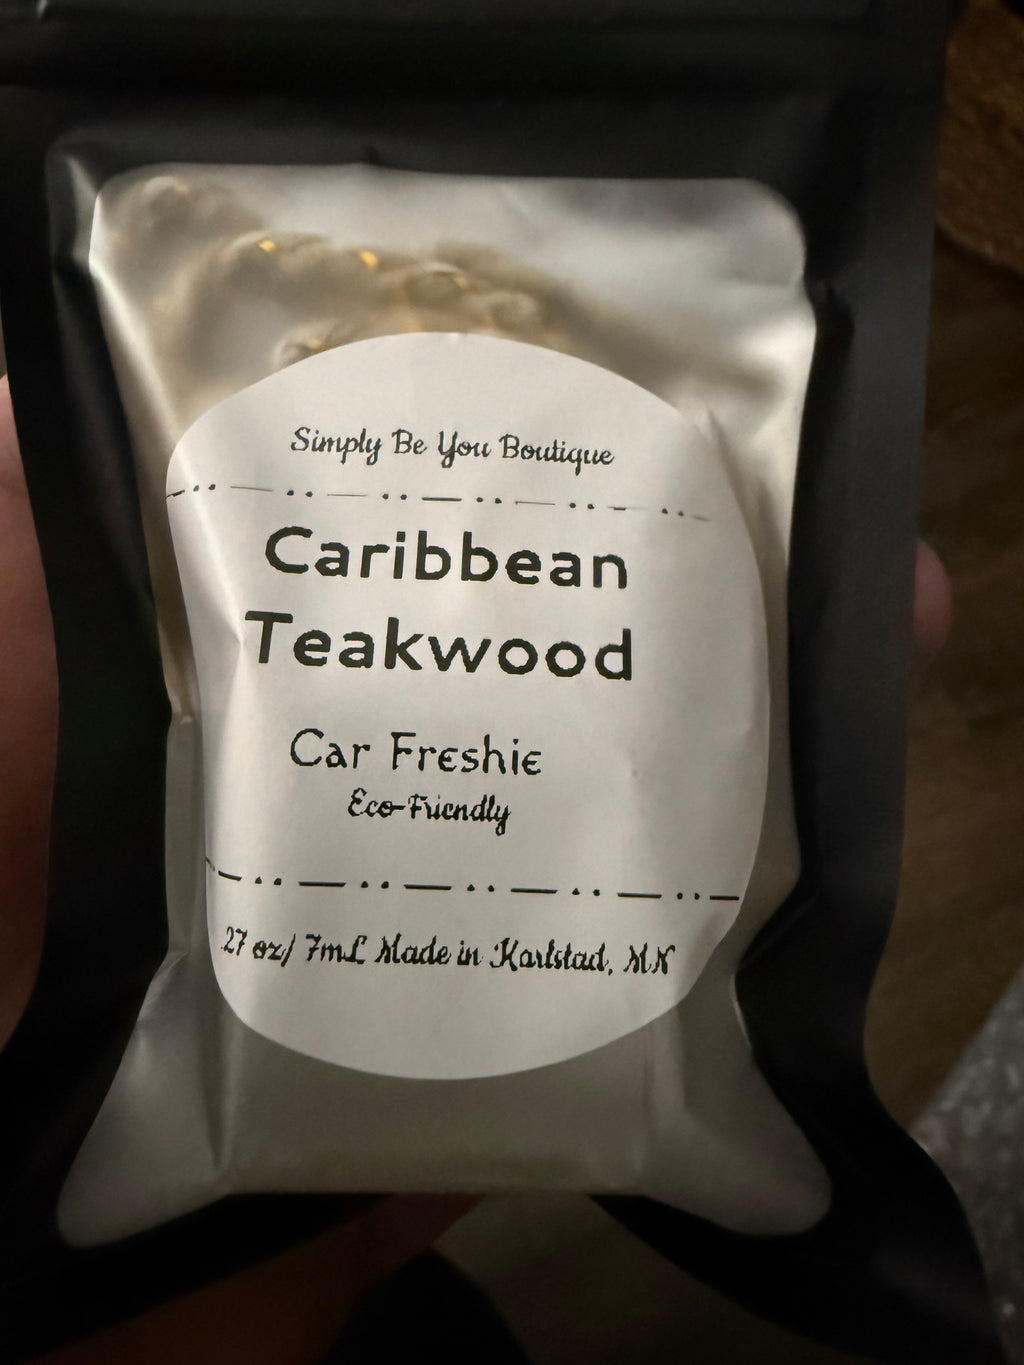 Simply Be You Boutique
Caribbean
Teakwood
Car Freshie
Eco-Friendly
.27 oz/ 7mL Made in Karlstad, MN